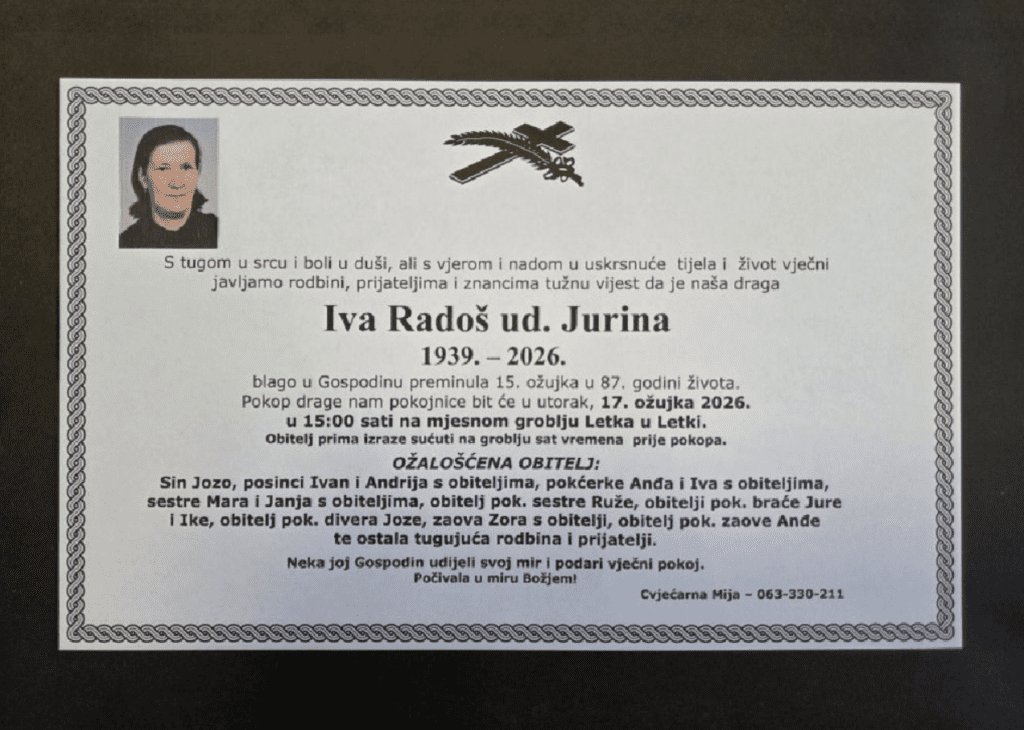 S tugom u srcu i boli u duši, ali s vjerom i nadom u uskrsnuće tijela i život vječni
javljamo rodbini, prijateljima i znancima tužnu vijest da je naša draga
Iva Radoš ud. Jurina
1939. – 2026.
blago u Gospodinu preminula 15. ožujka u 87. godini života.
Pokop drage nam pokojnice bit će u utorak, 17. ožujka 2026.
u 15:00 sati na mjesnom groblju Letka u Letki.
Obitelj prima izraze sućuti na groblju sat vremena prije pokopa.
OŽALOŠĆENA OBITELJ:
Sin Jozo, posinci Ivan i Andrija s obiteljima, pokćerke Anđa i Iva s obiteljima,
sestre Mara i Janja s obiteljima, obitelj pok. sestre Ruže, obitelji pok. braće Jure
i Ike, obitelj pok. divera Joze, zaova Zora s obitelji, obitelj pok. zaove Anđe
te ostala tugujuća rodbina i prijatelji.
Neka joj Gospodin udijeli svoj mir i podari vječni pokoj.
Počivala u miru Božjem!
Cvjećarna Mija – 063-330-211